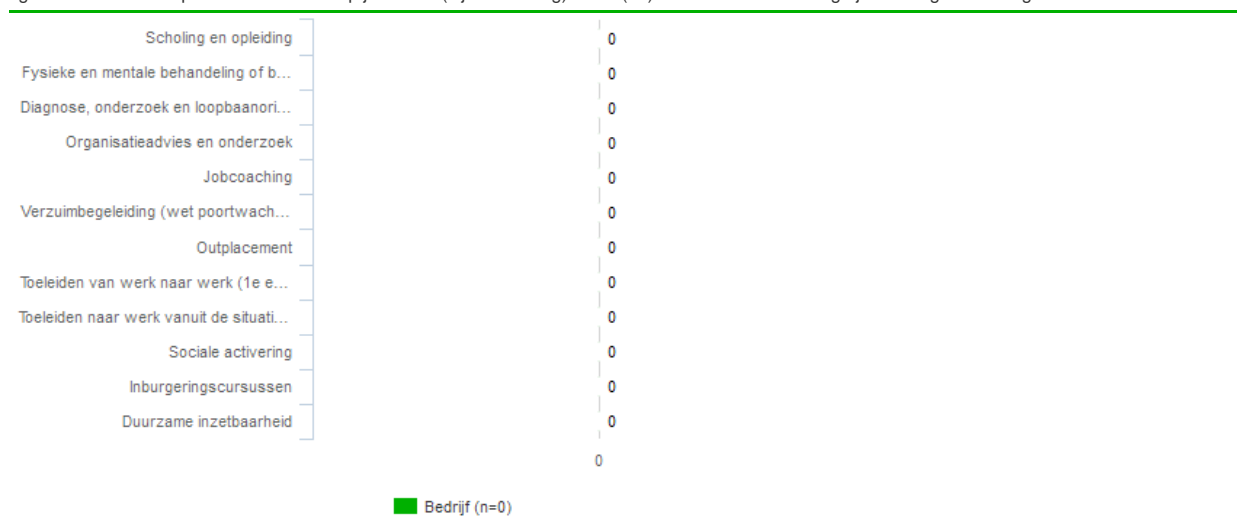 Scholing en opleiding 0
Fysieke en mentale behandeling of b... 0
Diagnose, onderzoek en loopbaanori... 0
Organisatieadvies en onderzoek 0
Jobcoaching 0
Verzuimbegeleiding (wet poortwach... 0
Outplacement 0
Toeleiden van werk naar werk (1e e... 0
Toeleiden naar werk vanuit de situati... 0
Sociale activering 0
Inburgeringscursussen 0
Duurzame inzetbaarheid 0
0
Bedrijf (n=0)